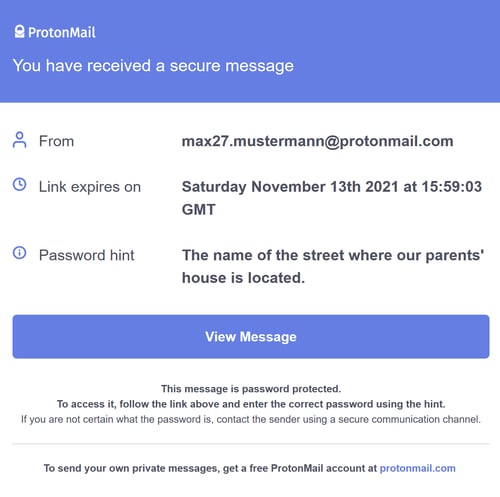 ProtonMail
You have received a secure message
From max27.mustermann@protonmail.com
Link expires on Saturday November 13th 2021 at 15:59:03
GMT
Password hint The name of the street where our parents'
house is located.
View Message
This message is password protected.
To access it, follow the link above and enter the correct password using the hint.
If you are not certain what the password is, contact the sender using a secure communication channel.
To send your own private messages, get a free ProtonMail account at protonmail.com